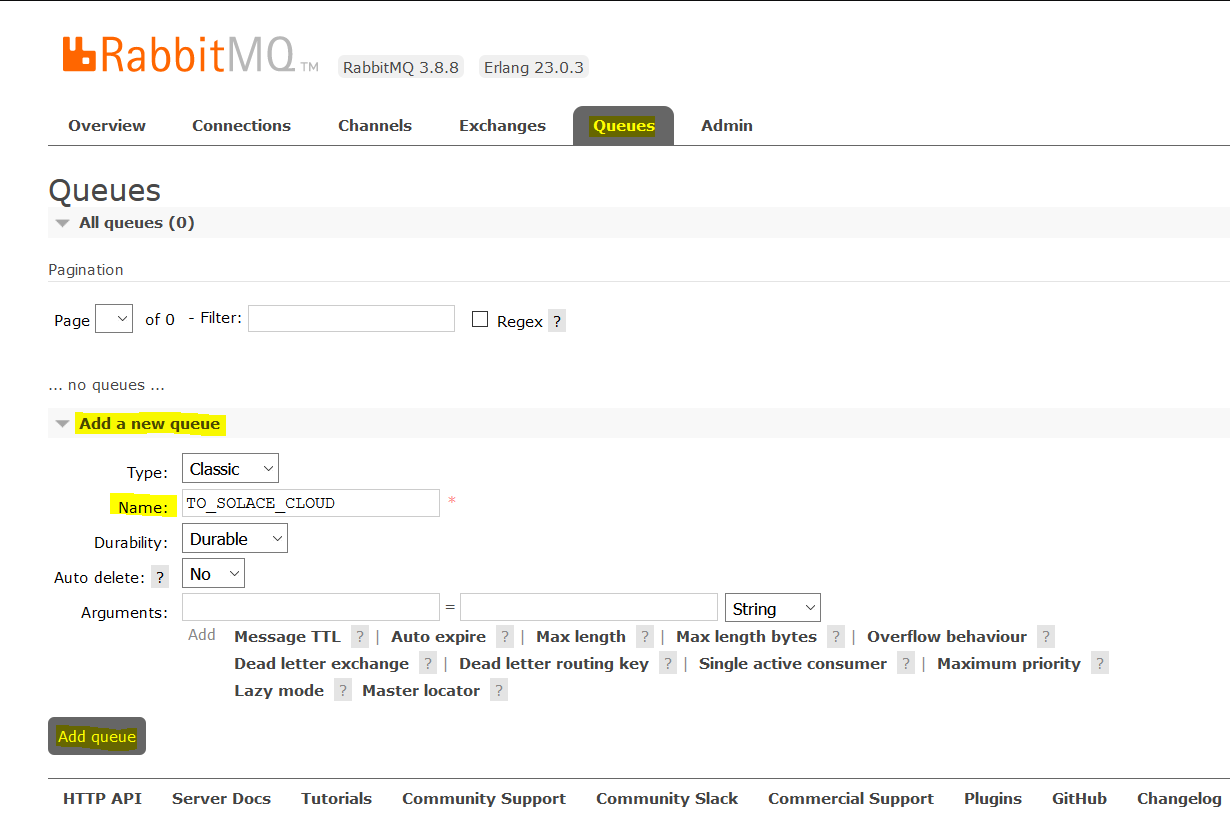 RabbitMQ TM RabbitMQ 3.8.8 Erlang 23.0.3
Overview Connections Channels Exchanges Queues Admin
Queues
All queues (0)
Pagination
Page of 0 - Filter: Regex ?
... no queues ...
Add a new queue
Type: Classic
Name: TO_SOLACE_CLOUD *
Durability: Durable
Auto delete: ? No
Arguments: = String
Add Message TTL ? | Auto expire ? | Max length ? | Max length bytes ? | Overflow behaviour ?
Dead letter exchange ? | Dead letter routing key ? | Single active consumer ? | Maximum priority ?
Lazy mode ? Master locator ?
Add queue
HTTP API Server Docs Tutorials Community Support Community Slack Commercial Support Plugins GitHub Changelog